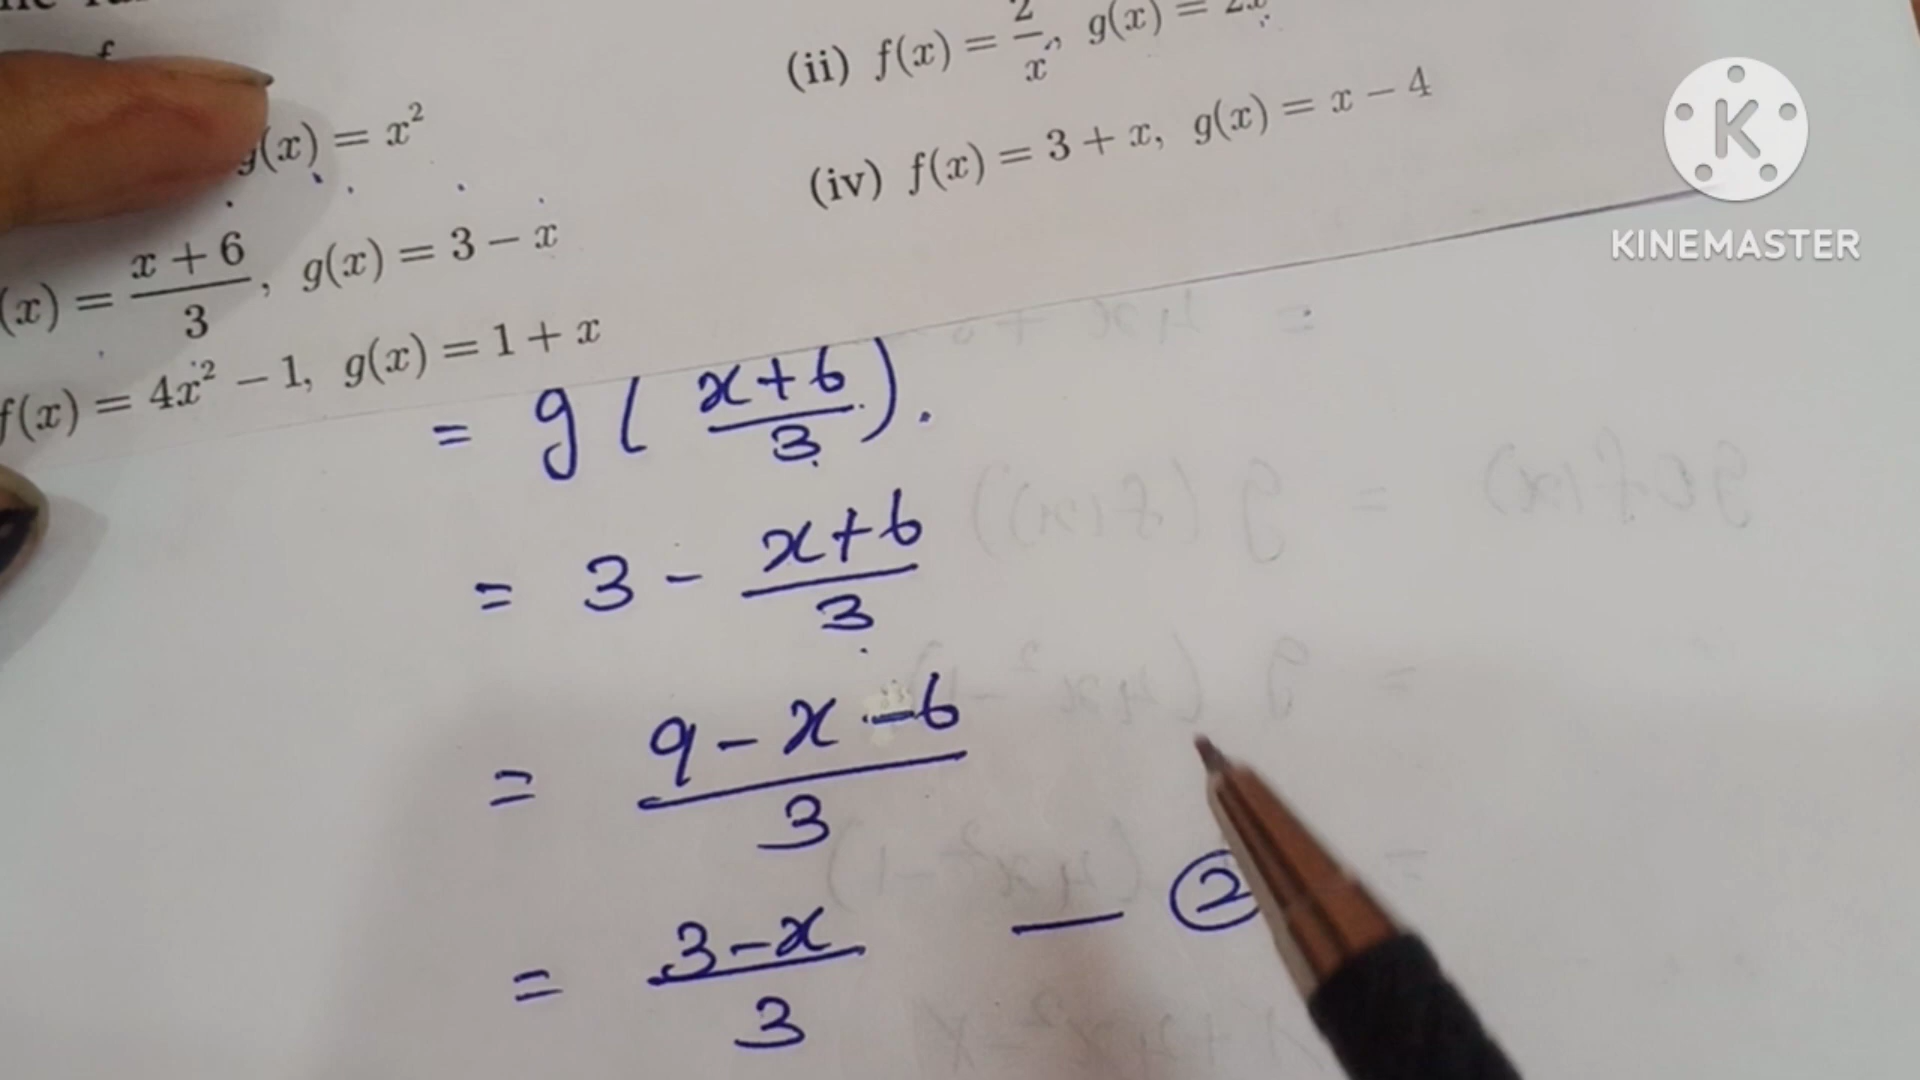 (ii) f(x) = 2/x, g(x) = 2x
g(x) = x²
(iv) f(x) = 3 + x, g(x) = x − 4
(x) = x + 6/3, g(x) = 3 − x
f(x) = 4x² − 1, g(x) = 1 + x
K
KINEMASTER
= g(x+6/3).
= 3 - x+6/3
= 9 - x - 6/3
= 3 - x/3 — ②